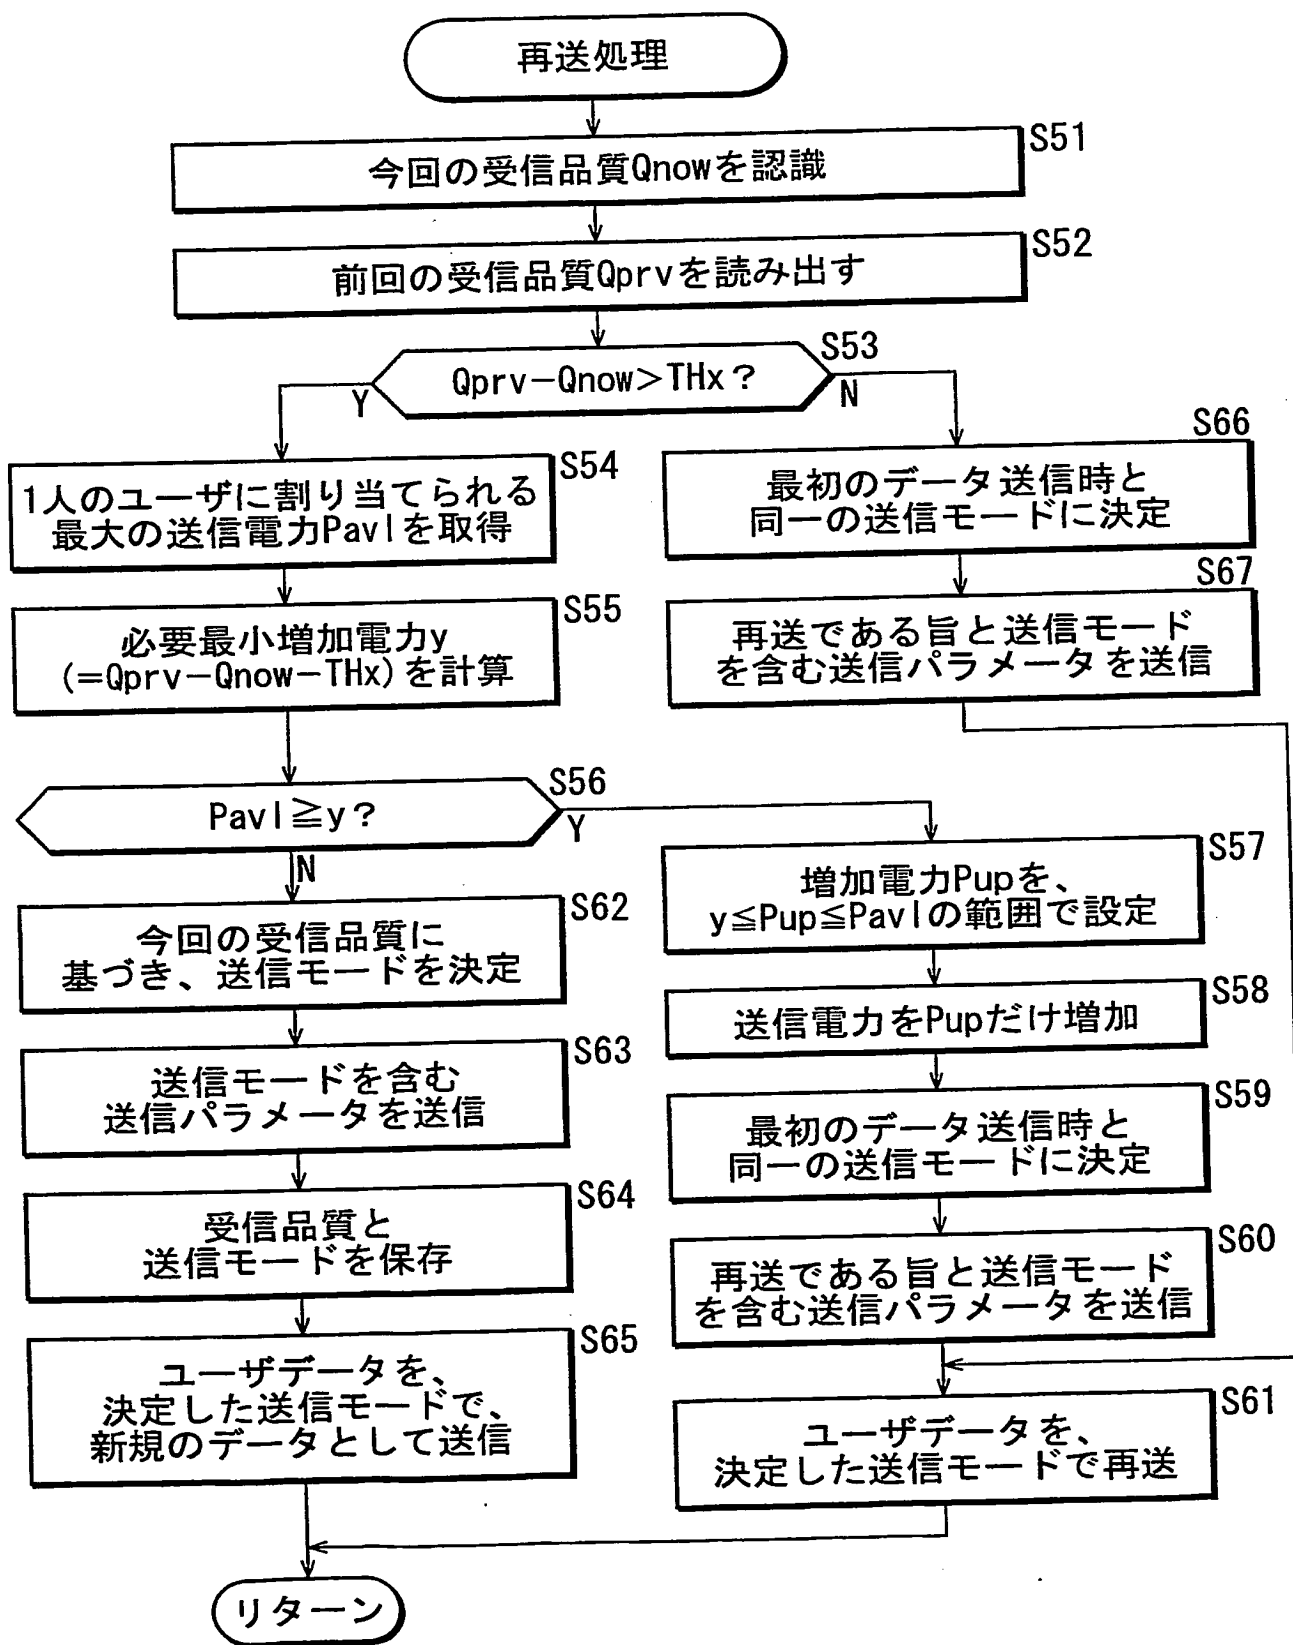 再送処理
S51
今回の受信品質Qnowを認識
S52
前回の受信品質Qprvを読み出す
S53
Qprv-Qnow>THx?
Y
N
S54
1人のユーザに割り当てられる
最大の送信電力Pavlを取得
S55
必要最小増加電力y
(=Qprv-Qnow-THx)を計算
S56
Pavl≧y?
Y
N
S62
今回の受信品質に
基づき、送信モードを決定
S63
送信モードを含む
送信パラメータを送信
S64
受信品質と
送信モードを保存
S65
ユーザデータを、
決定した送信モードで、
新規のデータとして送信
S66
最初のデータ送信時と
同一の送信モードに決定
S67
再送である旨と送信モード
を含む送信パラメータを送信
S57
増加電力Pupを、
y≦Pup≦Pavlの範囲で設定
S58
送信電力をPupだけ増加
S59
最初のデータ送信時と
同一の送信モードに決定
S60
再送である旨と送信モード
を含む送信パラメータを送信
S61
ユーザデータを、
決定した送信モードで再送
リターン